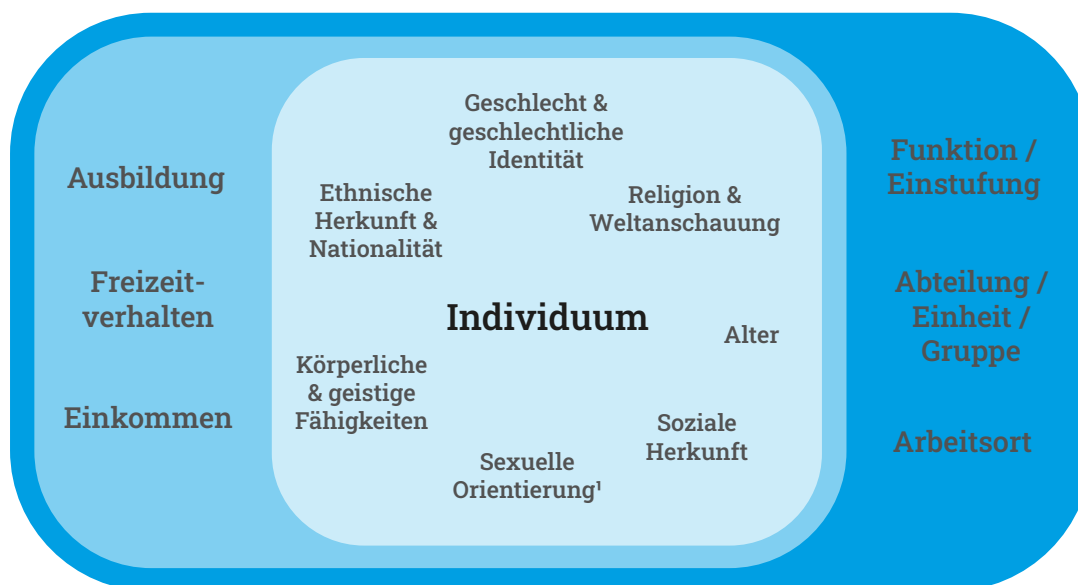 Ausbildung
Freizeit-
verhalten
Einkommen
Geschlecht &
geschlechtliche
Identität
Ethnische
Herkunft &
Nationalität
Religion &
Weltanschauung
Individuum
Alter
Körperliche
& geistige
Fähigkeiten
Soziale
Herkunft
Sexuelle
Orientierung¹
Funktion /
Einstufung
Abteilung /
Einheit /
Gruppe
Arbeitsort